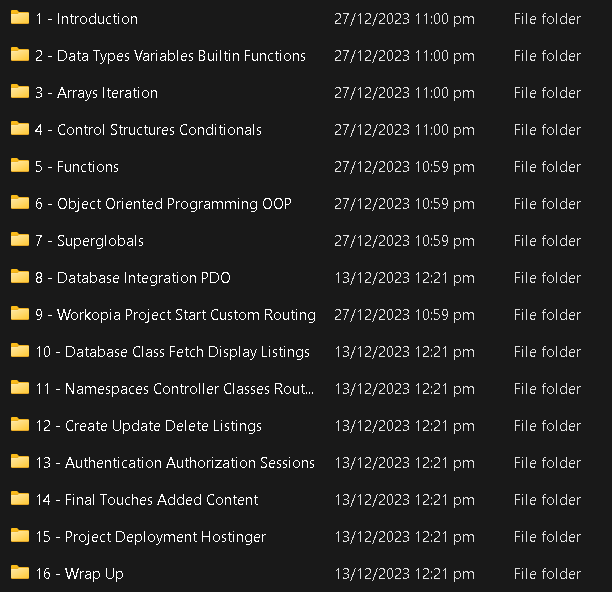 1 - Introduction 27/12/2023 11:00 pm File folder
2 - Data Types Variables Builtin Functions 27/12/2023 11:00 pm File folder
3 - Arrays Iteration 27/12/2023 11:00 pm File folder
4 - Control Structures Conditionals 27/12/2023 11:00 pm File folder
5 - Functions 27/12/2023 10:59 pm File folder
6 - Object Oriented Programming OOP 27/12/2023 10:59 pm File folder
7 - Superglobals 27/12/2023 10:59 pm File folder
8 - Database Integration PDO 13/12/2023 12:21 pm File folder
9 - Workopia Project Start Custom Routing 27/12/2023 10:59 pm File folder
10 - Database Class Fetch Display Listings 13/12/2023 12:21 pm File folder
11 - Namespaces Controller Classes Rout... 13/12/2023 12:21 pm File folder
12 - Create Update Delete Listings 13/12/2023 12:21 pm File folder
13 - Authentication Authorization Sessions 13/12/2023 12:21 pm File folder
14 - Final Touches Added Content 13/12/2023 12:21 pm File folder
15 - Project Deployment Hostinger 13/12/2023 12:21 pm File folder
16 - Wrap Up 13/12/2023 12:21 pm File folder